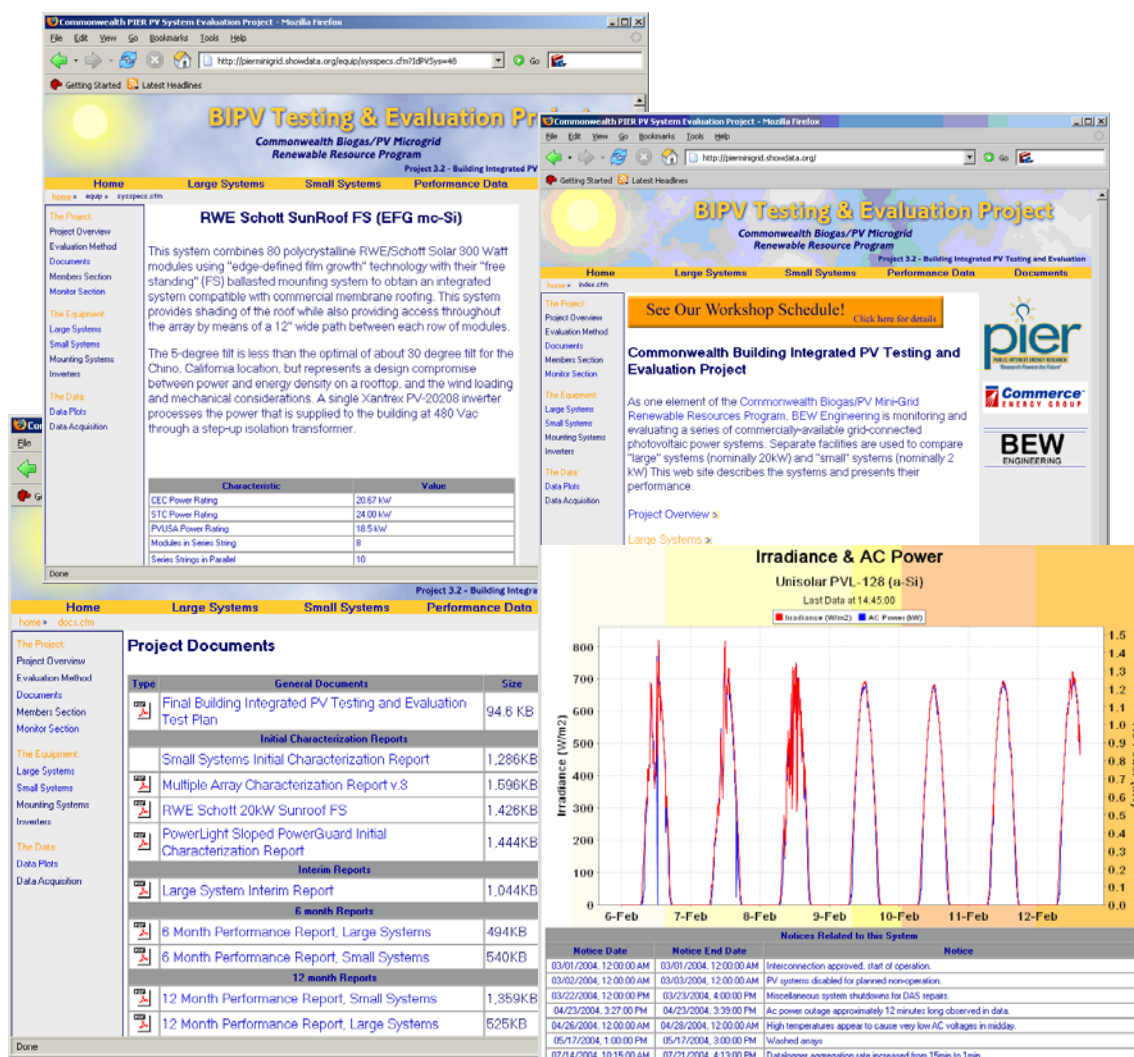 Commonwealth PIER PV System Evaluation Project - Mozilla Firefox
File Edit View Go Bookmarks Tools Help
http://pierminigrid.showdata.org/equip/sysspecs.cfm?IdPVSys=48
Go
Getting Started Latest Headlines
BIPV Testing & Evaluation Pr
Commonwealth Biogas/PV Microgrid
Renewable Resource Program
Project 3.2 - Building Integrated PV
Home Large Systems Small Systems Performance Data
home » equip » sysspecs.cfm
The Project:
Project Overview
Evaluation Method
Documents
Members Section
Monitor Section
The Equipment:
Large Systems
Small Systems
Mounting Systems
Inverters
The Data:
Data Plots
Data Acquisition
RWE Schott SunRoof FS (EFG mc-Si)
This system combines 80 polycrystalline RWE/Schott Solar 300 Watt
modules using "edge-defined film growth" technology with their "free
standing" (FS) ballasted mounting system to obtain an integrated
system compatible with commercial membrane roofing. This system
provides shading of the roof while also providing access throughout
the array by means of a 12" wide path between each row of modules.
The 5-degree tilt is less than the optimal of about 30 degree tilt for the
Chino, California location, but represents a design compromise
between power and energy density on a rooftop, and the wind loading
and mechanical considerations. A single Xantrex PV-20208 inverter
processes the power that is supplied to the building at 480 Vac
through a step-up isolation transformer.
Characteristic Value
CEC Power Rating 20.67 kW
STC Power Rating 24.00 kW
PVUSA Power Rating 18.5 kW
Modules in Series String 8
Series Strings in Parallel 10
Done
Commonwealth PIER PV System Evaluation Project - Mozilla Firefox
File Edit View Go Bookmarks Tools Help
http://pierminigrid.showdata.org/
Go
Getting Started Latest Headlines
BIPV Testing & Evaluation Project
Commonwealth Biogas/PV Microgrid
Renewable Resource Program
Project 3.2 - Building Integrated PV Testing and Evaluation
Home Large Systems Small Systems Performance Data Documents
home » index.cfm
The Project:
Project Overview
Evaluation Method
Documents
Members Section
Monitor Section
The Equipment:
Large Systems
Small Systems
Mounting Systems
Inverters
The Data:
Data Plots
Data Acquisition
See Our Workshop Schedule! Click here for details
Commonwealth Building Integrated PV Testing and
Evaluation Project
As one element of the Commonwealth Biogas/PV Mini-Grid
Renewable Resources Program, BEW Engineering is monitoring and
evaluating a series of commercially-available grid-connected
photovoltaic power systems. Separate facilities are used to compare
"large" systems (nominally 20kW) and "small" systems (nominally 2
kW) This web site describes the systems and presents their
performance.
Project Overview »
Large Systems »
pier
PUBLIC INTEREST ENERGY RESEARCH
"Research Powers the Future"
Commerce
ENERGY GROUP
BEW
ENGINEERING
Co
File
G
Project 3.2 - Building Integra
Home Large Systems Small Systems Performance Data
home » docs.cfm
The Project:
Project Overview
Evaluation Method
Documents
Members Section
Monitor Section
The Equipment:
Large Systems
Small Systems
Mounting Systems
Inverters
The Data:
Data Plots
Data Acquisition
Project Documents
Type General Documents Size
Final Building Integrated PV Testing and Evaluation
Test Plan 94.6 KB
Initial Characterization Reports
Small Systems Initial Characterization Report 1,286KB
Multiple Array Characterization Report v.8 1,596KB
RWE Schott 20kW Sunroof FS 1,426KB
PowerLight Sloped PowerGuard Initial
Characterization Report 1,444KB
Interim Reports
Large System Interim Report 1,044KB
6 month Reports
6 Month Performance Report, Large Systems 494KB
6 Month Performance Report, Small Systems 540KB
12 month Reports
12 Month Performance Report, Small Systems 1,359KB
12 Month Performance Report, Large Systems 525KB
Done
Irradiance & AC Power
Unisolar PVL-128 (a-Si)
Last Data at 14:45:00
Irradiance (W/m2) AC Power (kW)
Irradiance (W/m2)
800
700
600
500
400
300
200
100
0
1.5
1.4
1.3
1.2
1.1
1.0
0.9
0.8
0.7
0.6
0.5
0.4
0.3
0.2
0.1
0.0
6-Feb 7-Feb 8-Feb 9-Feb 10-Feb 11-Feb 12-Feb
Notices Related to this System
Notice Date Notice End Date Notice
03/01/2004, 12:00:00 AM 03/01/2004, 12:00:00 AM Interconnection approved, start of operation.
03/02/2004, 12:00:00 AM 03/03/2004, 12:00:00 AM PV systems disabled for planned non-operation.
03/22/2004, 12:00:00 PM 03/23/2004, 4:00:00 PM Miscellaneous system shutdowns for DAS repairs.
04/23/2004, 3:27:00 PM 04/23/2004, 3:39:00 PM Ac power outage approximately 12 minutes long observed in data.
04/26/2004, 12:00:00 AM 04/28/2004, 12:00:00 AM High temperatures appear to cause very low AC voltages in midday.
05/17/2004, 1:00:00 PM 05/17/2004, 3:00:00 PM Washed arrays
07/14/2004, 10:15:00 AM 07/21/2004, 4:13:00 PM Datalogger aggregation rate increased from 15min to 1min